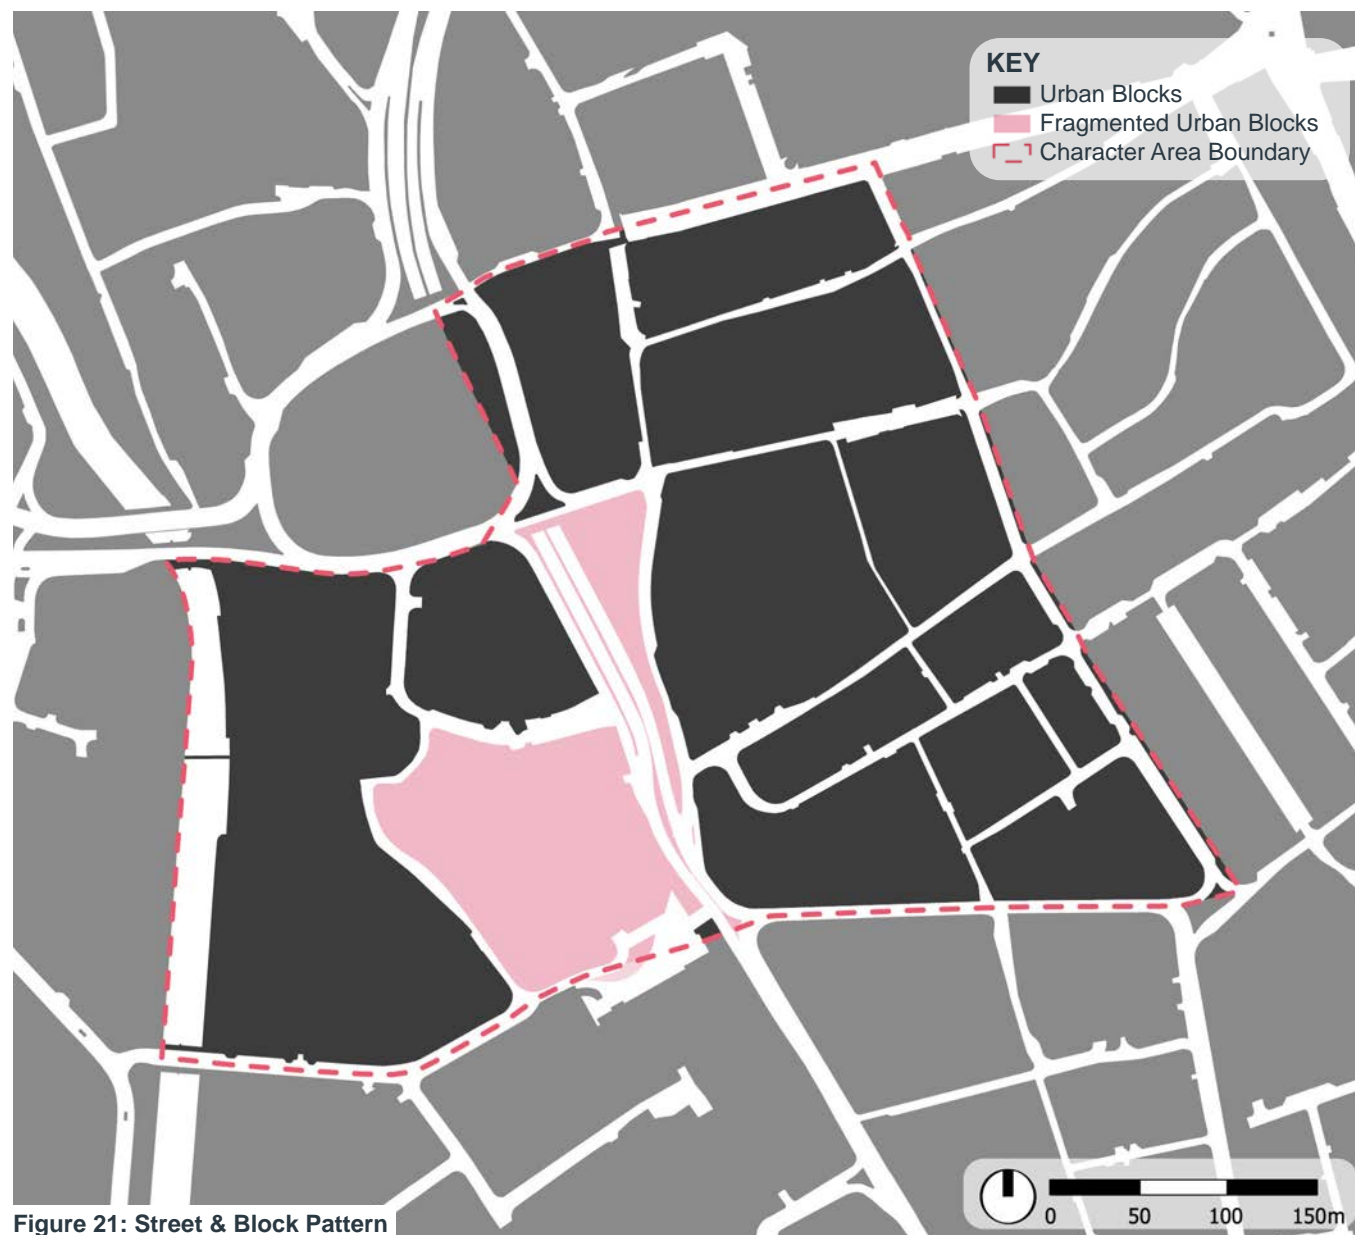 KEY
Urban Blocks
Fragmented Urban Blocks
Character Area Boundary
0 50 100 150m
Figure 21: Street & Block Pattern